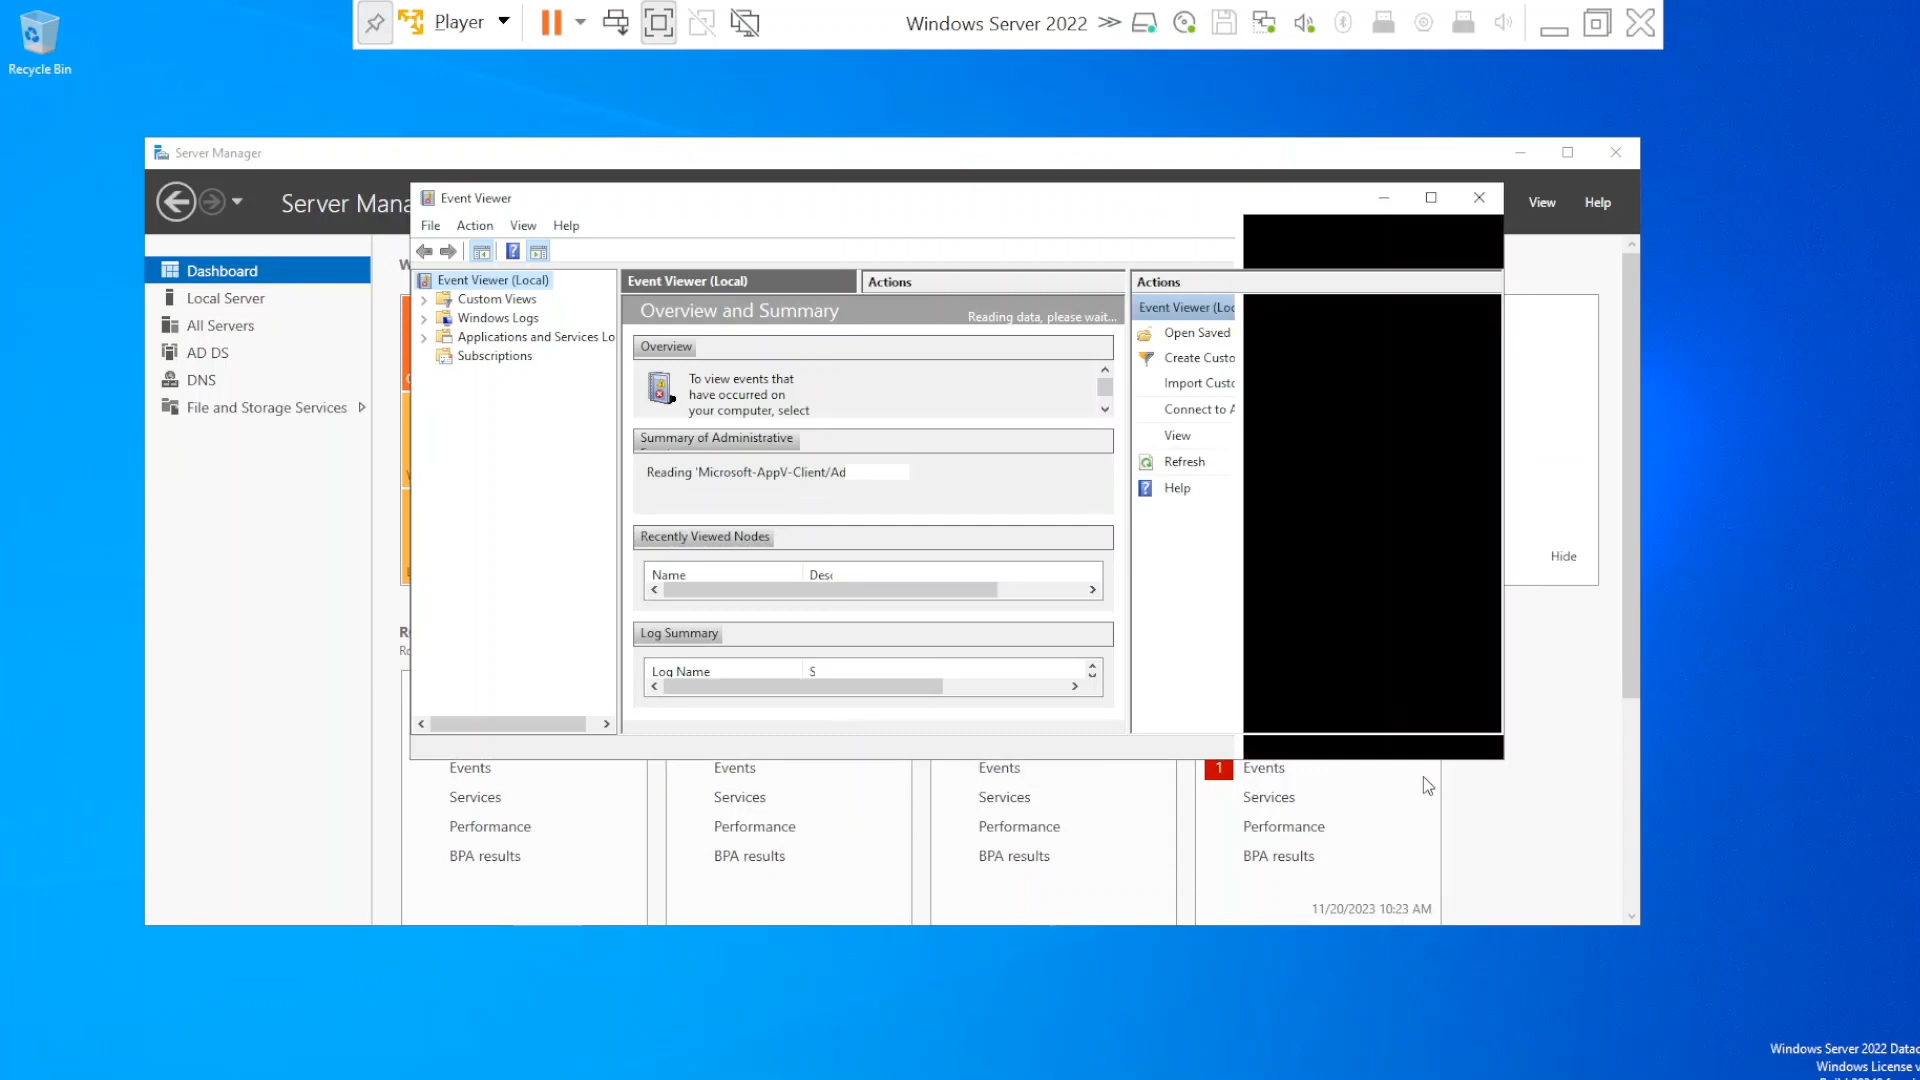 Recycle Bin
Player
Windows Server 2022
Server Manager
Server Mana
View Help
Event Viewer
File Action View Help
Dashboard
Local Server
All Servers
AD DS
DNS
File and Storage Services
Event Viewer (Local)
Custom Views
Windows Logs
Applications and Services Lo
Subscriptions
Event Viewer (Local)
Overview and Summary
Reading data, please wait...
Overview
To view events that
have occurred on
your computer, select
Summary of Administrative
Reading 'Microsoft-AppV-Client/Ad
Recently Viewed Nodes
Name Desc
Log Summary
Log Name S
Actions
Actions
Event Viewer (Loc
Open Saved
Create Custo
Import Custo
Connect to A
View
Refresh
Help
Hide
Events
Services
Performance
BPA results
Events
Services
Performance
BPA results
Events
Services
Performance
BPA results
1 Events
Services
Performance
BPA results
11/20/2023 10:23 AM
Windows Server 2022 Datac
Windows License v